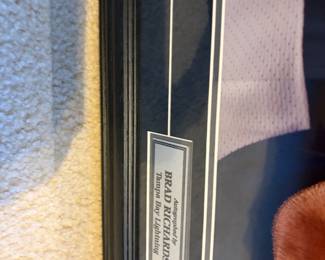 Autographed by
BRAD RICHARDS
Tampa Bay Lightning